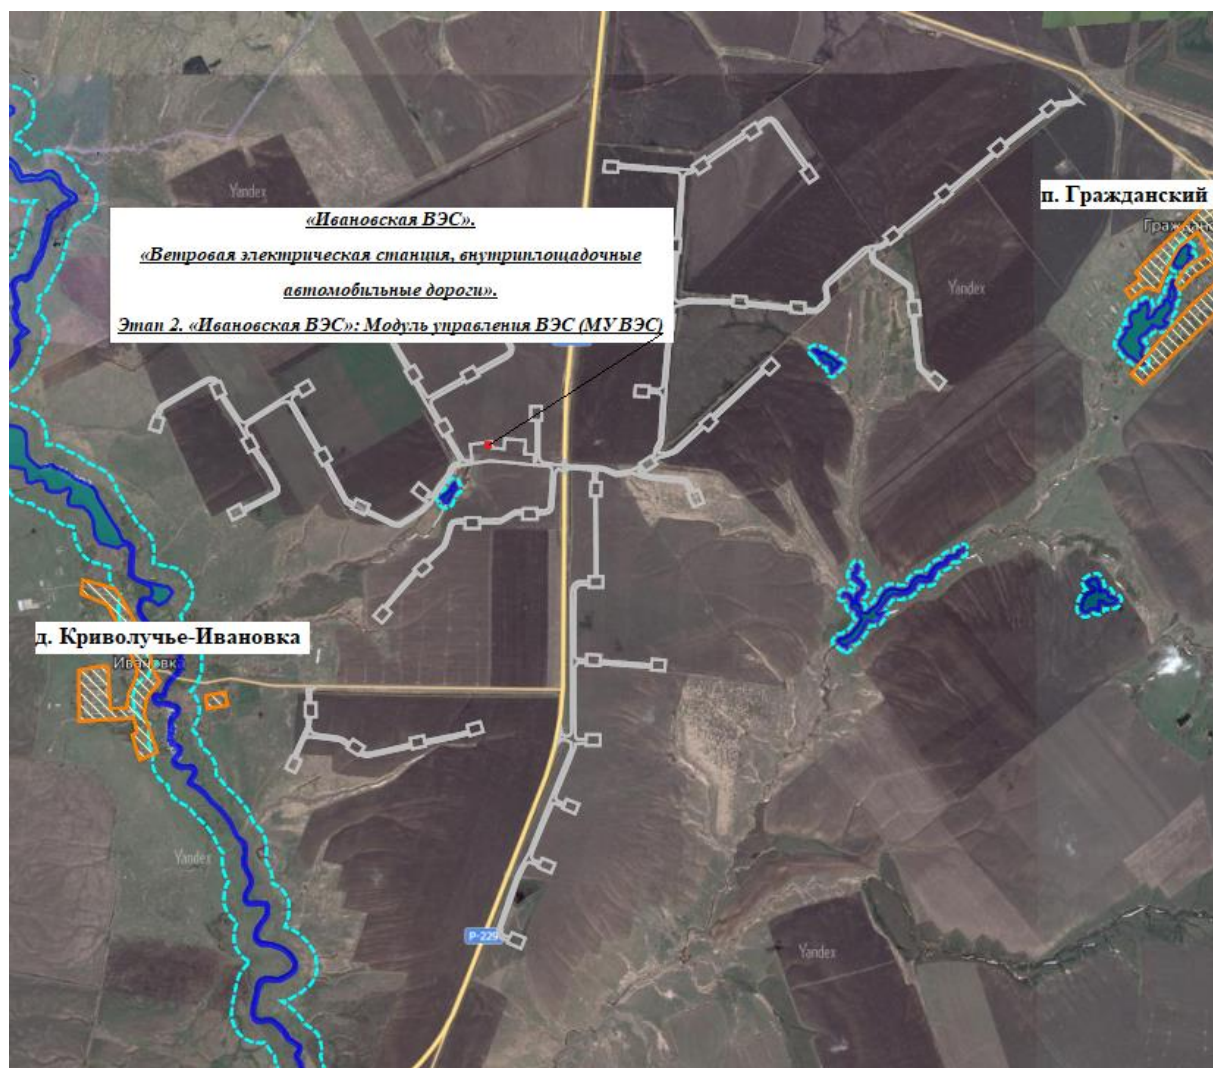 Yandex
п. Гражданский
«Ивановская ВЭС».
«Ветровая электрическая станция, внутриплощадочные
автомобильные дороги».
Этап 2. «Ивановская ВЭС»: Модуль управления ВЭС (МУ ВЭС)
Yandex
д. Криволучье-Ивановка
Ивановка
Yandex
Р-229
Yandex